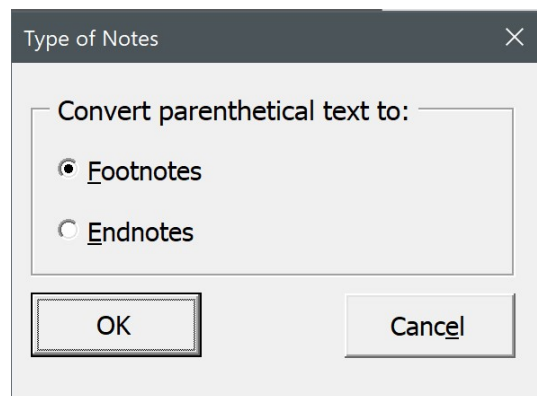 Type of Notes
Convert parenthetical text to:
Footnotes
Endnotes
OK
Cancel